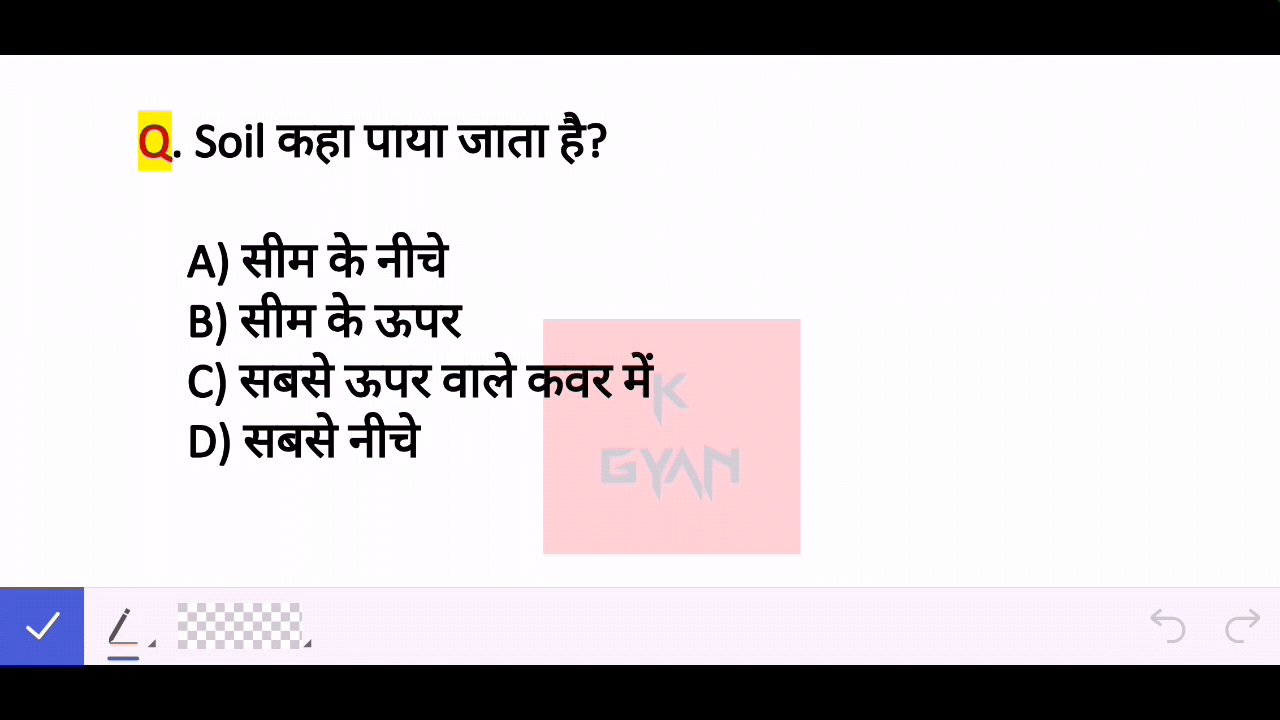 Q. Soil कहा पाया जाता है?
A) सीम के नीचे
B) सीम के ऊपर
C) सबसे ऊपर वाले कवर में
D) सबसे नीचे
K
GYAN